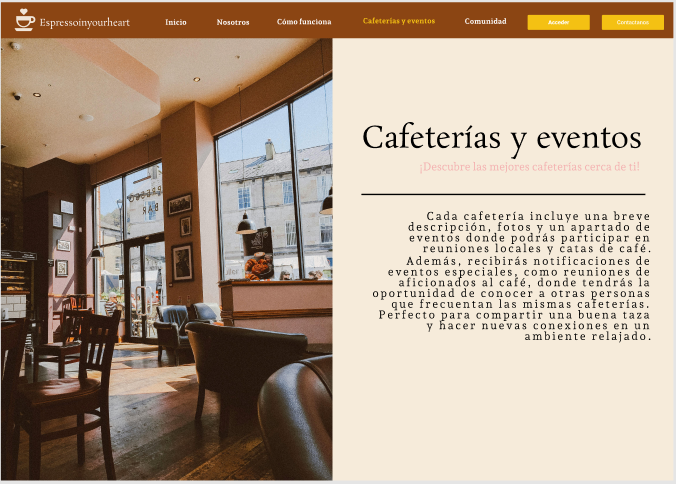 Espressoinyourheart
Inicio
Nosotros
Cómo funciona
Cafeterías y eventos
Comunidad
Acceder
Contáctanos
Cafeterías y eventos
¡Descubre las mejores cafeterías cerca de ti!
Cada cafetería incluye una breve
descripción, fotos y un apartado de
eventos donde podrás participar en
reuniones locales y catas de café.
Además, recibirás notificaciones de
eventos especiales, como reuniones de
aficionados al café, donde tendrás la
oportunidad de conocer a otras personas
que frecuentan las mismas cafeterías.
Perfecto para compartir una buena taza
y hacer nuevas conexiones en un
ambiente relajado.